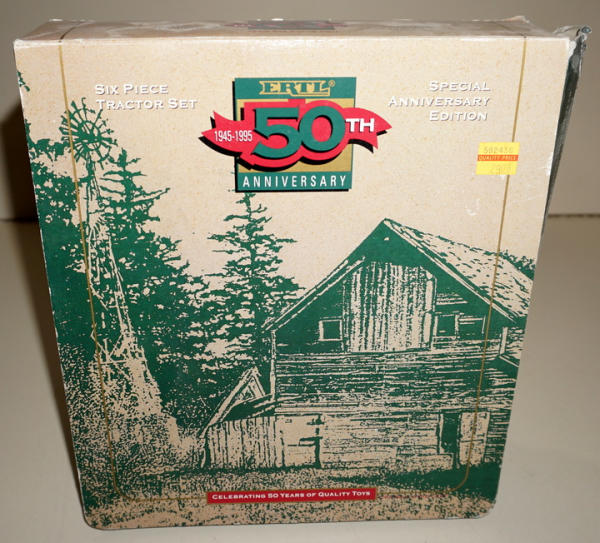 SIX PIECE
TRACTOR SET
ERTL®
1945-1995
50TH
ANNIVERSARY
SPECIAL
ANNIVERSARY
EDITION
582436
QUALITY PRICE
CELEBRATING 50 YEARS OF QUALITY TOYS